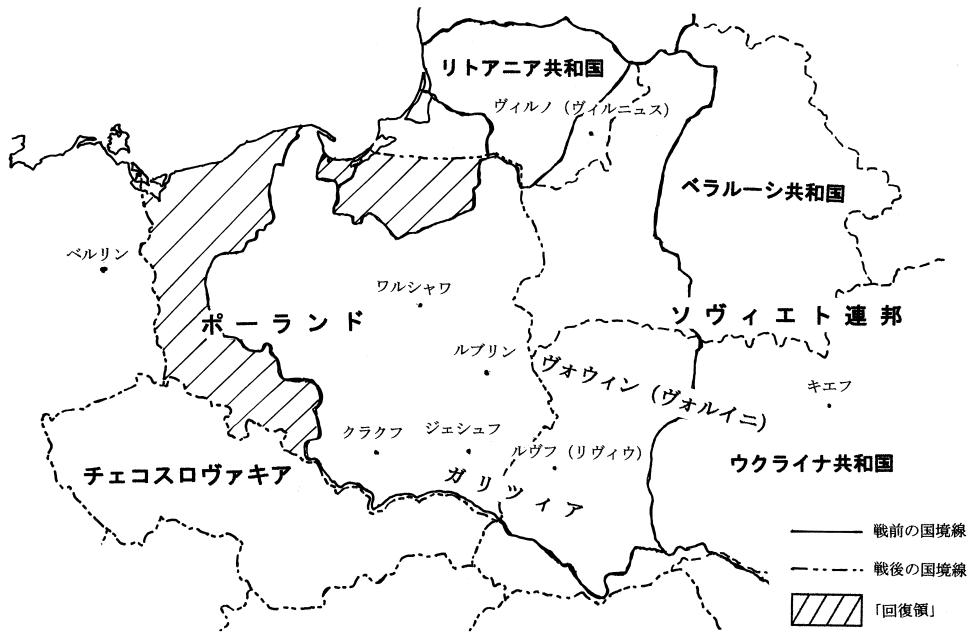 リトアニア共和国
ヴィルノ（ヴィルニュス）
ベラルーシ共和国
ベルリン
ワルシャワ
ポーランド
ソヴィエト連邦
ルブリン
ヴォウィン（ヴォルイニ）
キエフ
クラクフ
ジェシュフ
ルヴフ（リヴィウ）
チェコスロヴァキア
ガリツィア
ウクライナ共和国
戦前の国境線
戦後の国境線
「回復領」